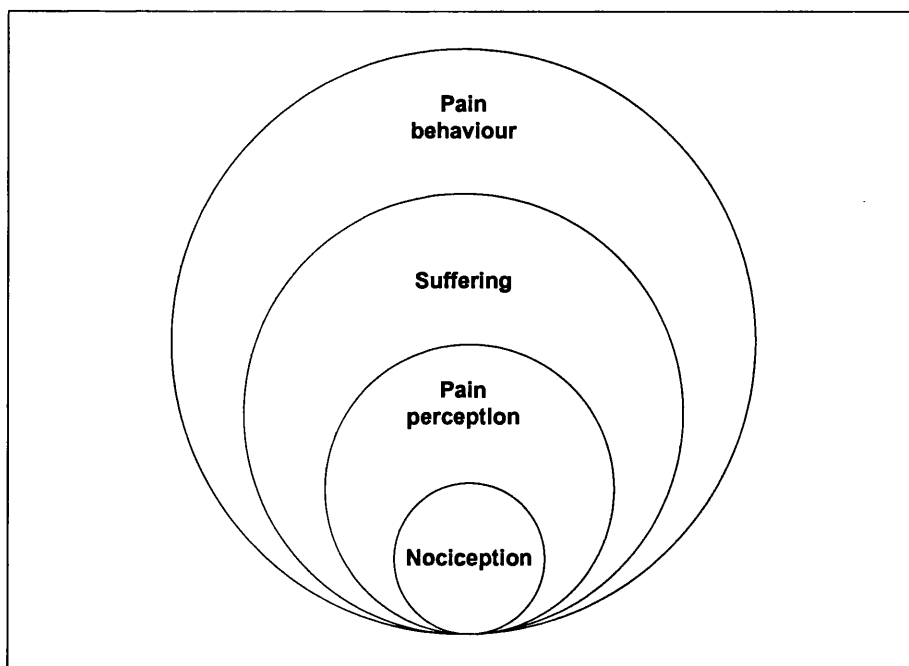 Pain
behaviour
Suffering
Pain
perception
Nociception